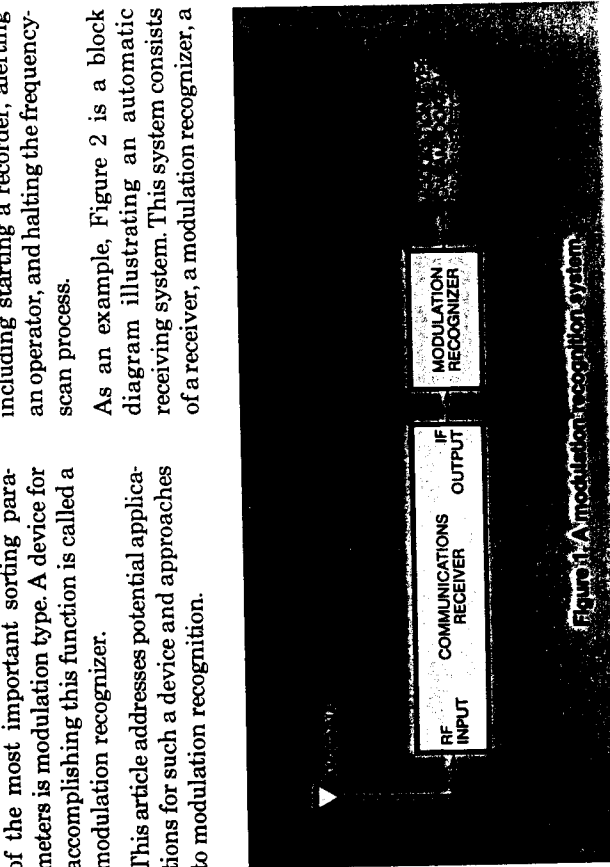 of the most important sorting para-
meters is modulation type. A device for
accomplishing this function is called a
modulation recognizer.
This article addresses potential applica-
tions for such a device and approaches
to modulation recognition.
including starting a recorder, alerting
an operator, and halting the frequency-
scan process.
As an example, Figure 2 is a block
diagram illustrating an automatic
receiving system. This system consists
of a receiver, a modulation recognizer, a
RF
INPUT
COMMUNICATIONS
RECEIVER
IF
OUTPUT
MODULATION
RECOGNIZER
Figure 1. A modulation recognition system